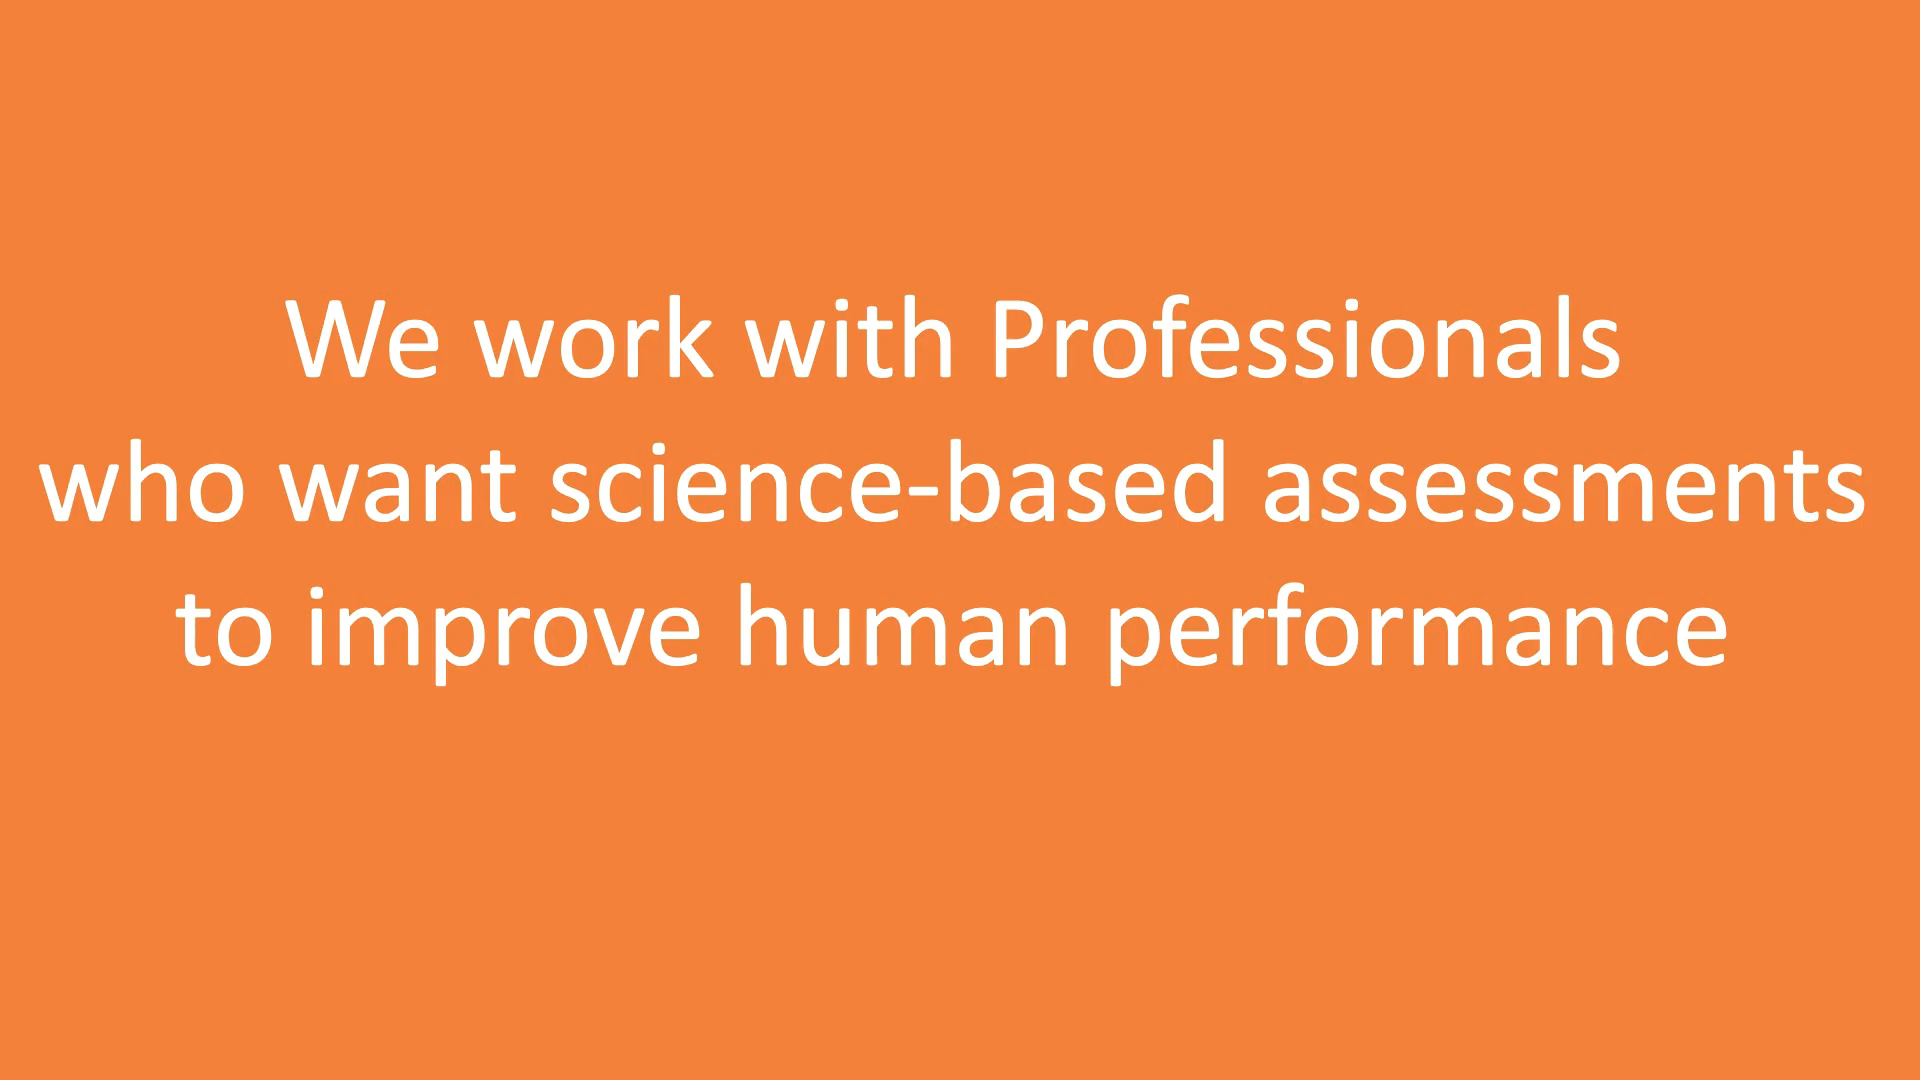 We work with Professionals
who want science-based assessments
to improve human performance